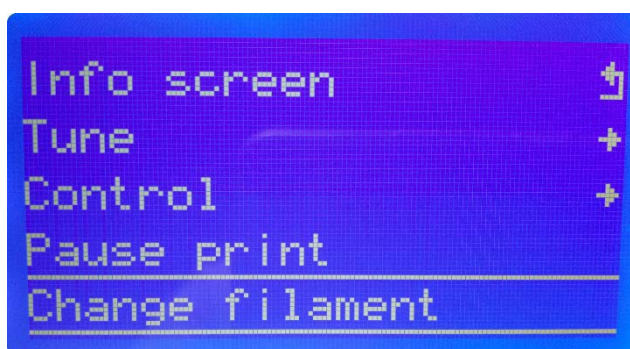 Info screen
Tune
Control
Pause print
Change filament